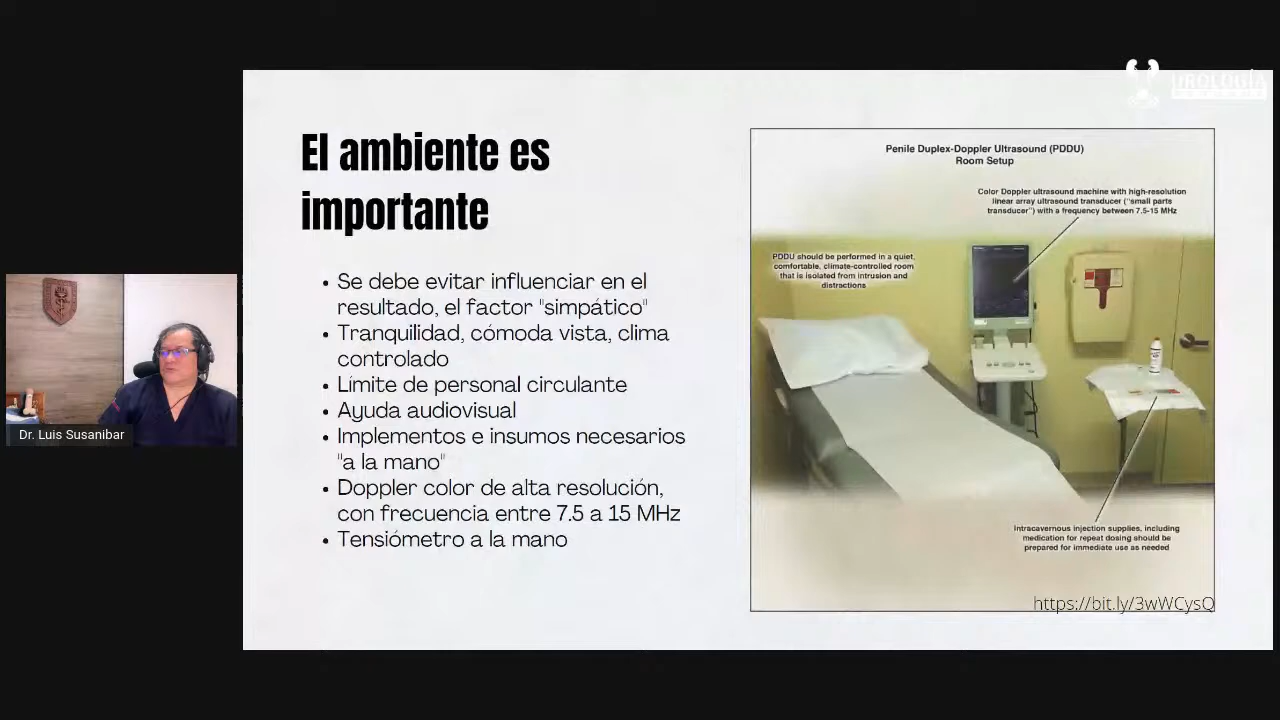 UROLOGÍA
El ambiente es
importante
Se debe evitar influenciar en el
resultado, el factor "simpático"
Tranquilidad, cómoda vista, clima
controlado
Límite de personal circulante
Ayuda audiovisual
Implementos e insumos necesarios
"a la mano"
Doppler color de alta resolución,
con frecuencia entre 7.5 a 15 MHz
Tensiómetro a la mano
Penile Duplex-Doppler Ultrasound (PDDU)
Room Setup
Color Doppler ultrasound machine with high-resolution
linear array ultrasound transducer ("small parts
transducer") with a frequency between 7.5-15 MHz
PDDU should be performed in a quiet,
comfortable, climate-controlled room
that is isolated from intrusion and
distractions
Intracavernous injection supplies, including
medication for repeat dosing should be
prepared for immediate use as needed
https://bit.ly/3wWCysQ
Dr. Luis Susanibar